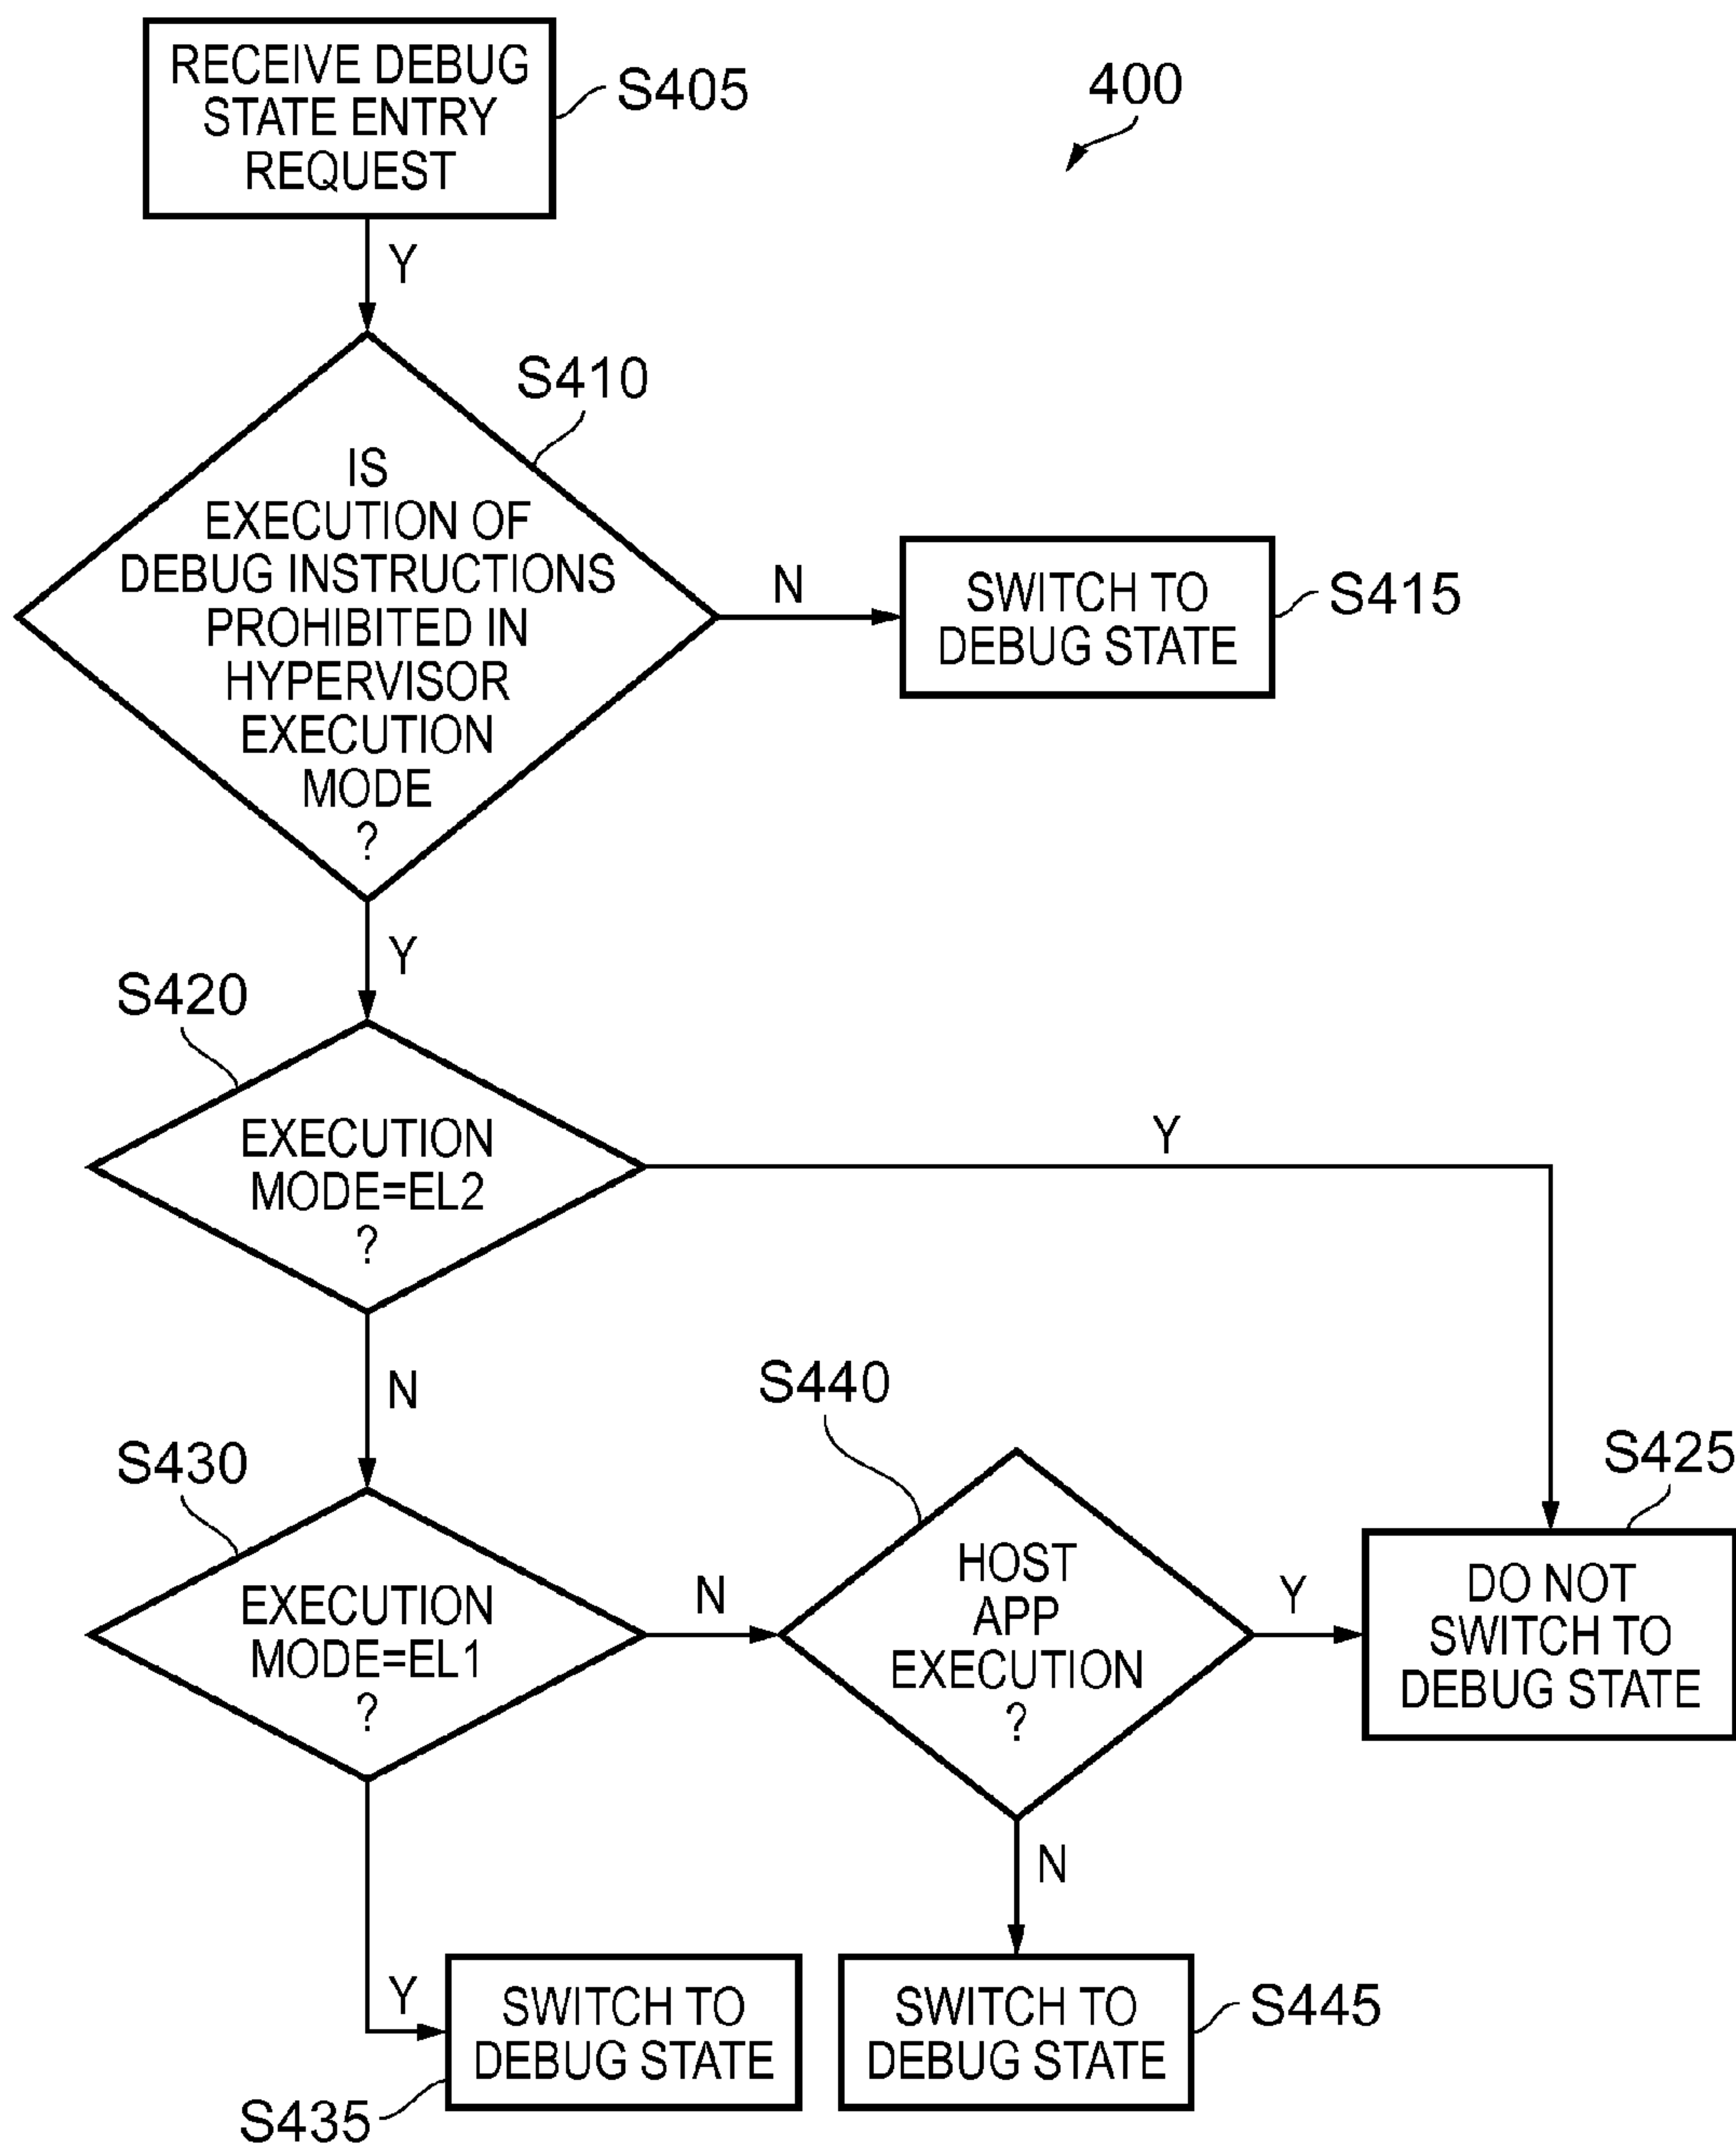 RECEIVE DEBUG
STATE ENTRY
REQUEST
S405
400
Y
S410
IS
EXECUTION OF
DEBUG INSTRUCTIONS
PROHIBITED IN
HYPERVISOR
EXECUTION
MODE
?
N
SWITCH TO
DEBUG STATE
S415
Y
S420
EXECUTION
MODE=EL2
?
Y
N
S430
EXECUTION
MODE=EL1
?
N
S440
HOST
APP
EXECUTION
?
Y
S425
DO NOT
SWITCH TO
DEBUG STATE
Y
SWITCH TO
DEBUG STATE
S435
N
SWITCH TO
DEBUG STATE
S445